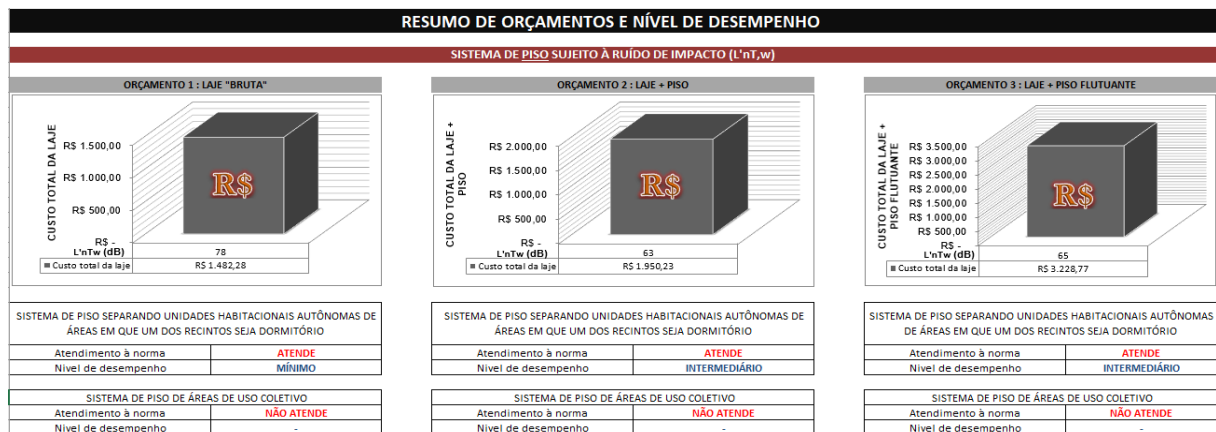 RESUMO DE ORÇAMENTOS E NÍVEL DE DESEMPENHO
SISTEMA DE PISO SUJEITO À RUÍDO DE IMPACTO (L'nT,w)
ORÇAMENTO 1 : LAJE "BRUTA"
CUSTO TOTAL DA LAJE
R$ 1.500,00
R$ 1.000,00
R$ 500,00
R$ -
R$
L'nTw (dB)
78
Custo total da laje
R$ 1.482,28
SISTEMA DE PISO SEPARANDO UNIDADES HABITACIONAIS AUTÔNOMAS DE
ÁREAS EM QUE UM DOS RECINTOS SEJA DORMITÓRIO
Atendimento à norma
ATENDE
Nivel de desempenho
MÍNIMO
SISTEMA DE PISO DE ÁREAS DE USO COLETIVO
Atendimento à norma
NÃO ATENDE
Nivel de desempenho
-
ORÇAMENTO 2 : LAJE + PISO
CUSTO TOTAL DA LAJE +
PISO
R$ 2.000,00
R$ 1.500,00
R$ 1.000,00
R$ 500,00
R$ -
R$
L'nTw (dB)
63
Custo total da laje
R$ 1.950,23
SISTEMA DE PISO SEPARANDO UNIDADES HABITACIONAIS AUTÔNOMAS DE
ÁREAS EM QUE UM DOS RECINTOS SEJA DORMITÓRIO
Atendimento à norma
ATENDE
Nivel de desempenho
INTERMEDIÁRIO
SISTEMA DE PISO DE ÁREAS DE USO COLETIVO
Atendimento à norma
NÃO ATENDE
Nivel de desempenho
-
ORÇAMENTO 3 : LAJE + PISO FLUTUANTE
CUSTO TOTAL DA LAJE +
PISO FLUTUANTE
R$ 3.500,00
R$ 3.000,00
R$ 2.500,00
R$ 2.000,00
R$ 1.500,00
R$ 1.000,00
R$ 500,00
R$ -
R$
L'nTw (dB)
65
Custo total da laje
R$ 3.228,77
SISTEMA DE PISO SEPARANDO UNIDADES HABITACIONAIS AUTÔNOMAS
DE ÁREAS EM QUE UM DOS RECINTOS SEJA DORMITÓRIO
Atendimento à norma
ATENDE
Nivel de desempenho
INTERMEDIÁRIO
SISTEMA DE PISO DE ÁREAS DE USO COLETIVO
Atendimento à norma
NÃO ATENDE
Nivel de desempenho
-